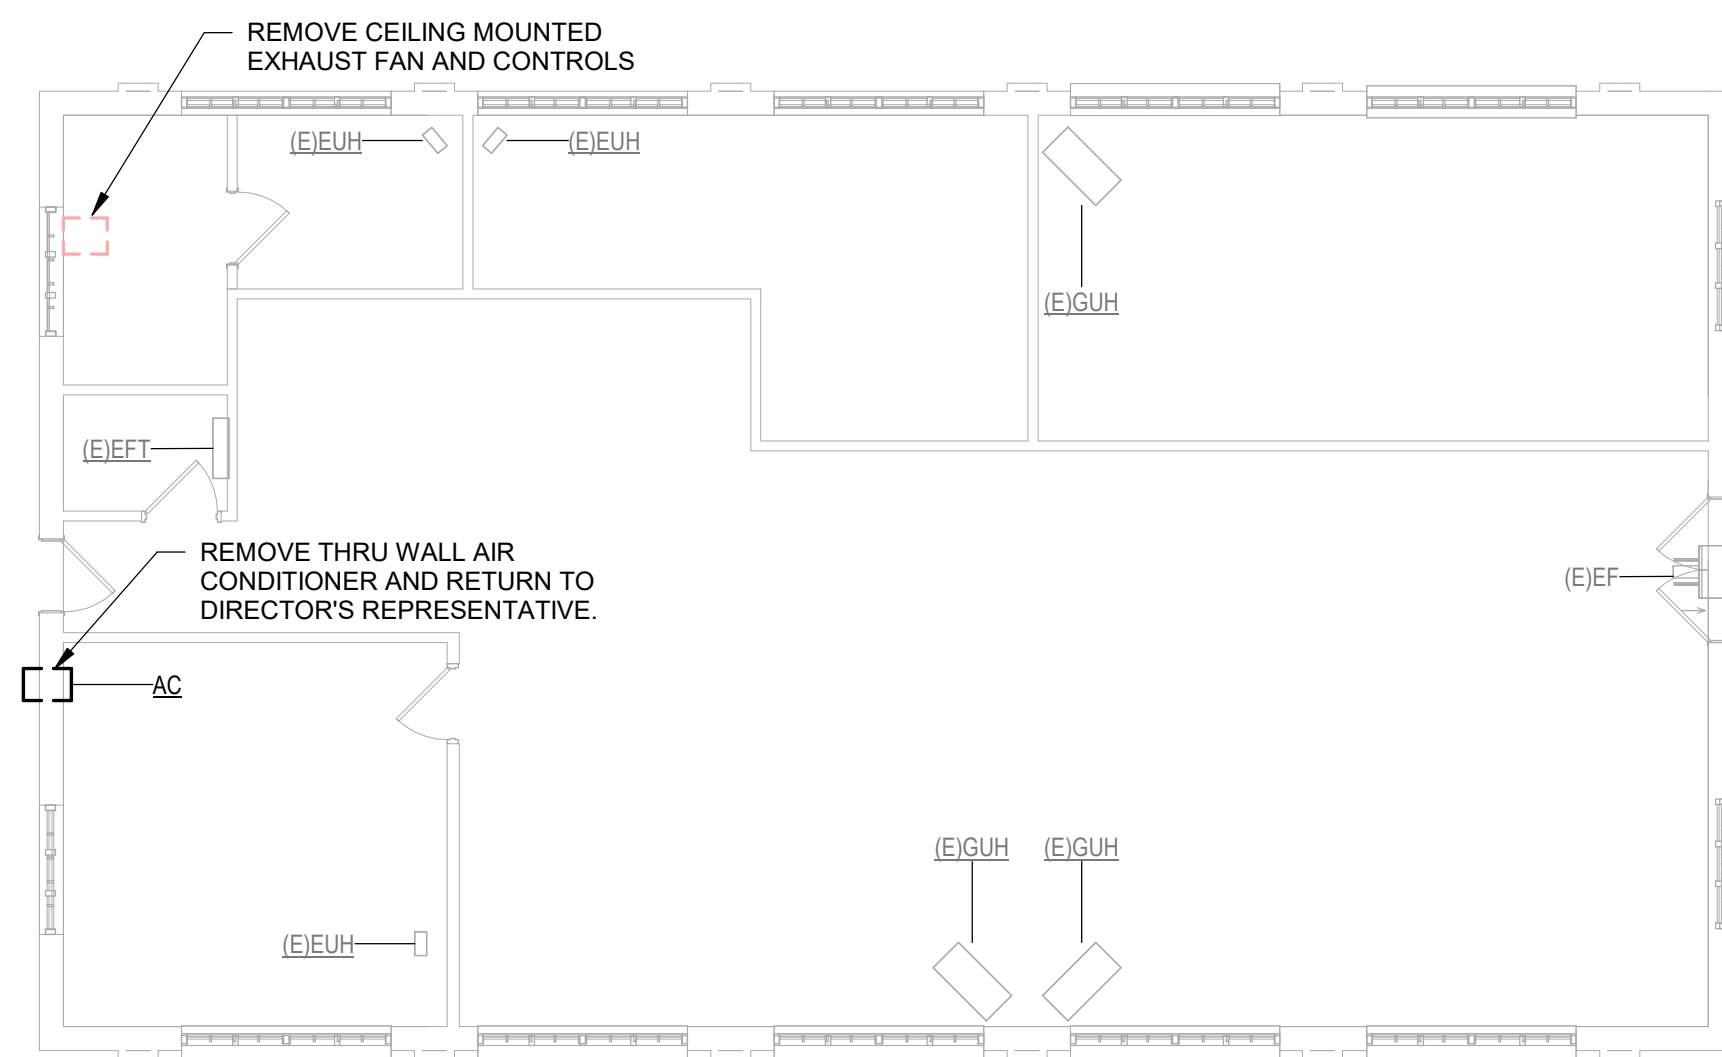 REMOVE CEILING MOUNTED
EXHAUST FAN AND CONTROLS
(E)EUH
(E)EUH
(E)GUH
(E)EFT
REMOVE THRU WALL AIR
CONDITIONER AND RETURN TO
DIRECTOR'S REPRESENTATIVE.
(E)EF
AC
(E)GUH
(E)GUH
(E)EUH